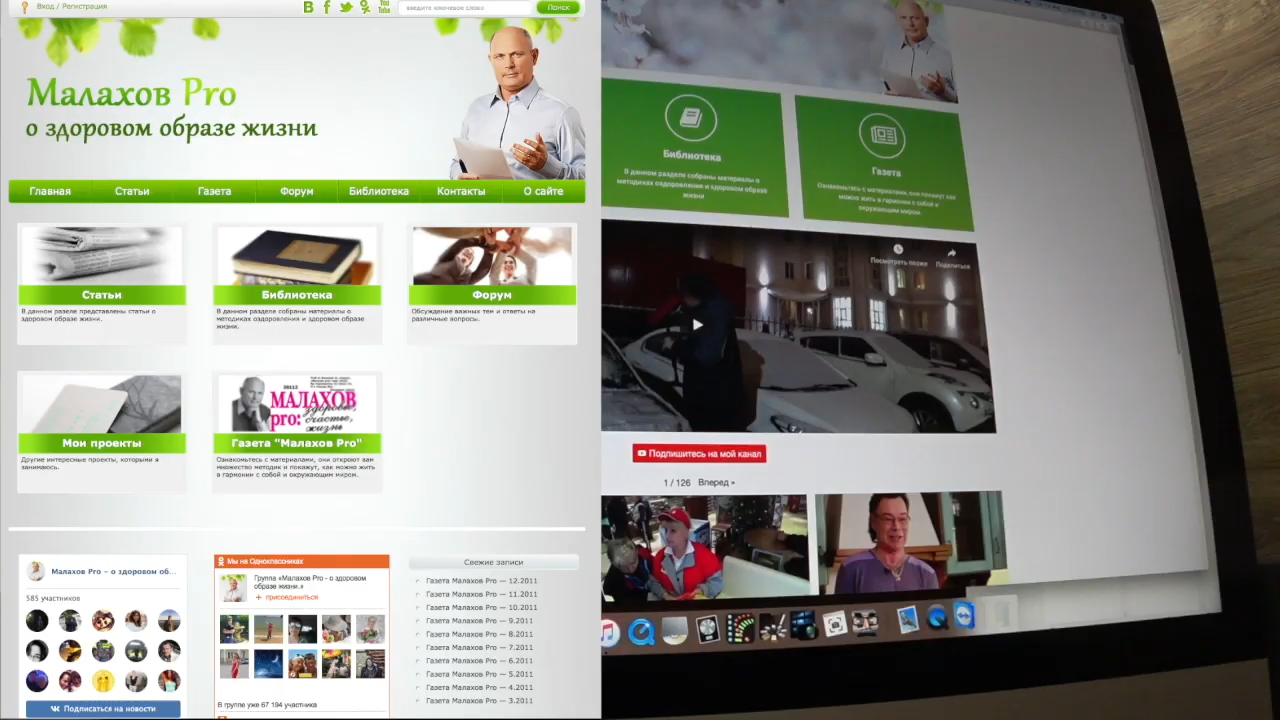 Вход / Регистрация
введите ключевое слово
Поиск
Малахов Pro
о здоровом образе жизни
Главная
Статьи
Газета
Форум
Библиотека
Контакты
О сайте
Статьи
В данном разеле представлены статьи о
здоровом образе жизни.
Библиотека
В данном разделе собраны материалы о
методиках оздоровления и здоровом образе
жизни.
Форум
Обсуждение важных тем и ответы на
различные вопросы.
Мои проекты
Другие интересные проекты, которыми я
занимаюсь.
МАЛАХОВ
pro:
здоровье,
счастье,
жизнь
Газета "Малахов Pro"
Ознакомьтесь с материалами, они откроют вам
множество методик и покажут, как можно жить
в гармонии с собой и окружающим миром.
Малахов Pro – о здоровом об...
585 участников
Подписаться на новости
Мы на Одноклассниках
Группа «Малахов Pro - о здоровом
образе жизни.»
+ присоединиться
В группе уже 67 194 участника
Свежие записи
Газета Малахов Pro — 12.2011
Газета Малахов Pro — 11.2011
Газета Малахов Pro — 10.2011
Газета Малахов Pro — 9.2011
Газета Малахов Pro — 8.2011
Газета Малахов Pro — 7.2011
Газета Малахов Pro — 6.2011
Газета Малахов Pro — 5.2011
Газета Малахов Pro — 4.2011
Газета Малахов Pro — 3.2011
Библиотека
В данном разделе собраны материалы о
методиках оздоровления и здоровом образе
жизни
Газета
Ознакомьтесь с материалами, они покажут как
можно жить в гармонии с собой и
окружающим миром.
Посмотреть позже
Поделиться
Подпишитесь на мой канал
1 / 126 Вперед »